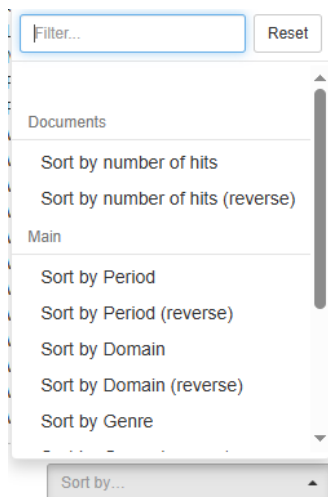 Filter...
Reset
Documents
Sort by number of hits
Sort by number of hits (reverse)
Main
Sort by Period
Sort by Period (reverse)
Sort by Domain
Sort by Domain (reverse)
Sort by Genre
Sort by...